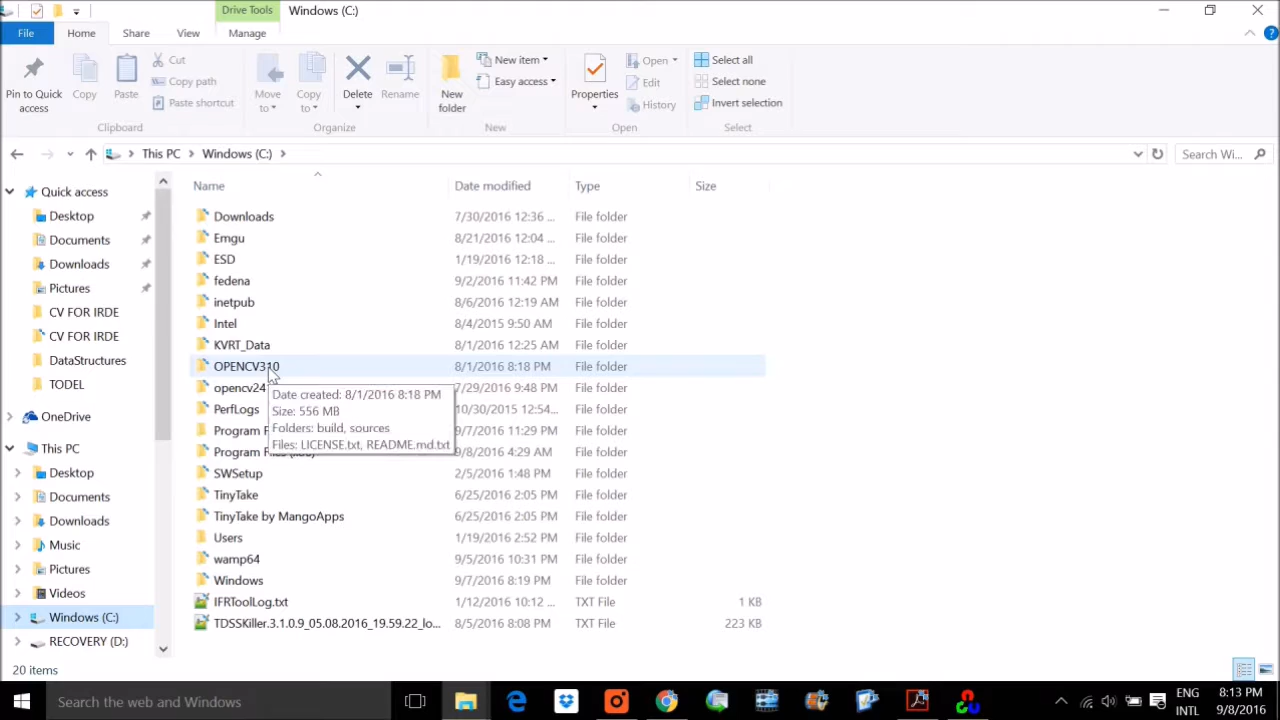 Drive Tools
Windows (C:)
File
Home
Share
View
Manage
Pin to Quick access
Copy
Paste
Cut
Copy path
Paste shortcut
Move to
Copy to
Delete
Rename
New folder
New item
Easy access
Properties
Open
Edit
History
Select all
Select none
Invert selection
Clipboard
Organize
New
Open
Select
This PC
Windows (C:)
Search Wi...
Name
Date modified
Type
Size
Quick access
Desktop
Documents
Downloads
Pictures
CV FOR IRDE
CV FOR IRDE
DataStructures
TODEL
OneDrive
This PC
Desktop
Documents
Downloads
Music
Pictures
Videos
Windows (C:)
RECOVERY (D:)
Downloads 7/30/2016 12:36 ... File folder
Emgu 8/21/2016 12:04 ... File folder
ESD 1/19/2016 12:18 ... File folder
fedena 9/2/2016 11:42 PM File folder
inetpub 8/6/2016 12:19 AM File folder
Intel 8/4/2015 9:50 AM File folder
KVRT_Data 8/1/2016 12:25 AM File folder
OPENCV310 8/1/2016 8:18 PM File folder
opencv24 7/29/2016 9:48 PM File folder
PerfLogs 10/30/2015 12:54... File folder
Program F 9/7/2016 11:29 PM File folder
Program Files 9/8/2016 4:29 AM File folder
SWSetup 2/5/2016 1:48 PM File folder
TinyTake 6/25/2016 2:05 PM File folder
TinyTake by MangoApps 6/25/2016 2:05 PM File folder
Users 1/19/2016 2:52 PM File folder
wamp64 9/5/2016 10:31 PM File folder
Windows 9/7/2016 8:19 PM File folder
IFRToolLog.txt 1/12/2016 10:12 ... TXT File 1 KB
TDSSKiller.3.1.0.9_05.08.2016_19.59.22_lo... 8/5/2016 8:08 PM TXT File 223 KB
Date created: 8/1/2016 8:18 PM
Size: 556 MB
Folders: build, sources
Files: LICENSE.txt, README.md.txt
20 items
Search the web and Windows
ENG
INTL
8:13 PM
9/8/2016